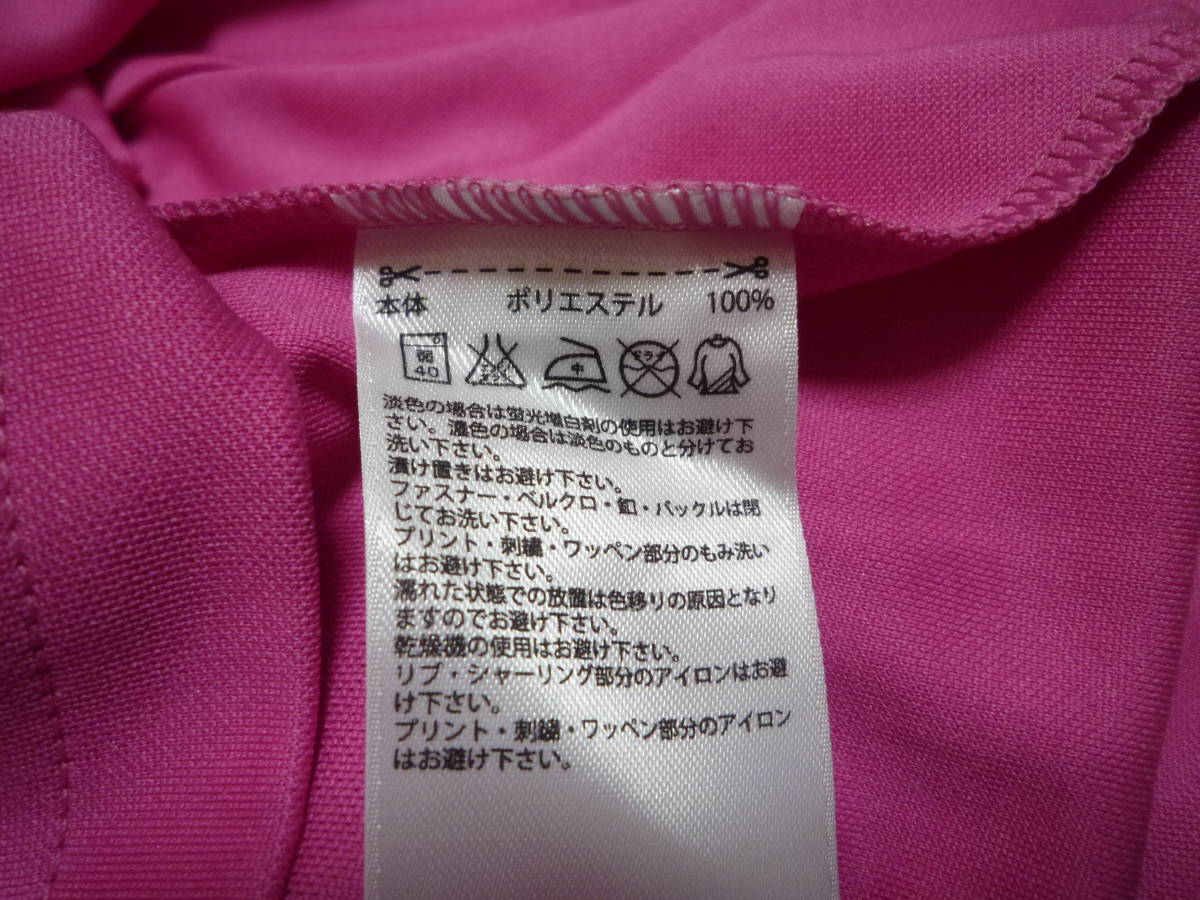 本体 ポリエステル 100%
弱 40 中 ドライ
淡色の場合は蛍光増白剤の使用はお避け下
さい。濃色の場合は淡色のものと分けてお
洗い下さい。
漬け置きはお避け下さい。
ファスナー・ベルクロ・釦・バックルは閉
じてお洗い下さい。
プリント・刺繍・ワッペン部分のもみ洗い
はお避け下さい。
濡れた状態での放置は色移りの原因となり
ますのでお避け下さい。
乾燥機の使用はお避け下さい。
リブ・シャーリング部分のアイロンはお避
け下さい。
プリント・刺繍・ワッペン部分のアイロン
はお避け下さい。